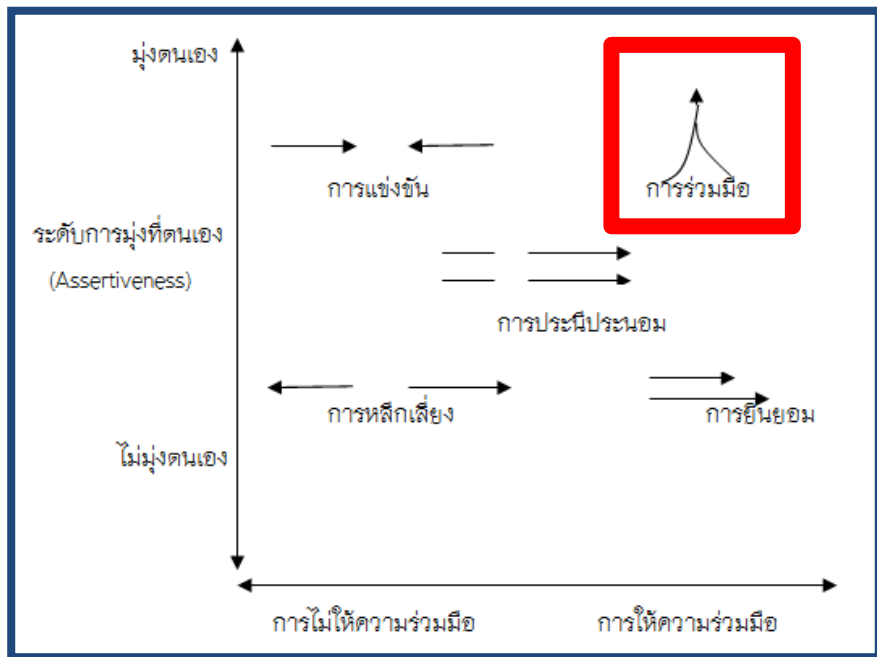 มุ่งตนเอง
การแข่งขัน
การร่วมมือ
ระดับการมุ่งที่ตนเอง
(Assertiveness)
การประนีประนอม
การหลีกเลี่ยง
การยินยอม
ไม่มุ่งตนเอง
การไม่ให้ความร่วมมือ
การให้ความร่วมมือ